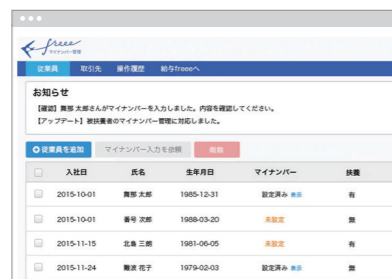 freee
マイナンバー管理
従業員 取引先 操作履歴 給与freeeへ
お知らせ
【確認】舞那 太郎さんがマイナンバーを入力しました。内容を確認してください。
【アップデート】被扶養者のマイナンバー管理に対応しました。
従業員を追加 マイナンバー入力を依頼 削除
入社日 氏名 生年月日 マイナンバー 扶養
2015-10-01 舞那 太郎 1985-12-31 設定済み 表示 有
2015-10-01 番号 次郎 1988-03-20 未設定 無
2015-11-15 北島 三朗 1981-06-05 未設定 有
2015-11-24 難波 花子 1979-02-03 設定済み 表示 無